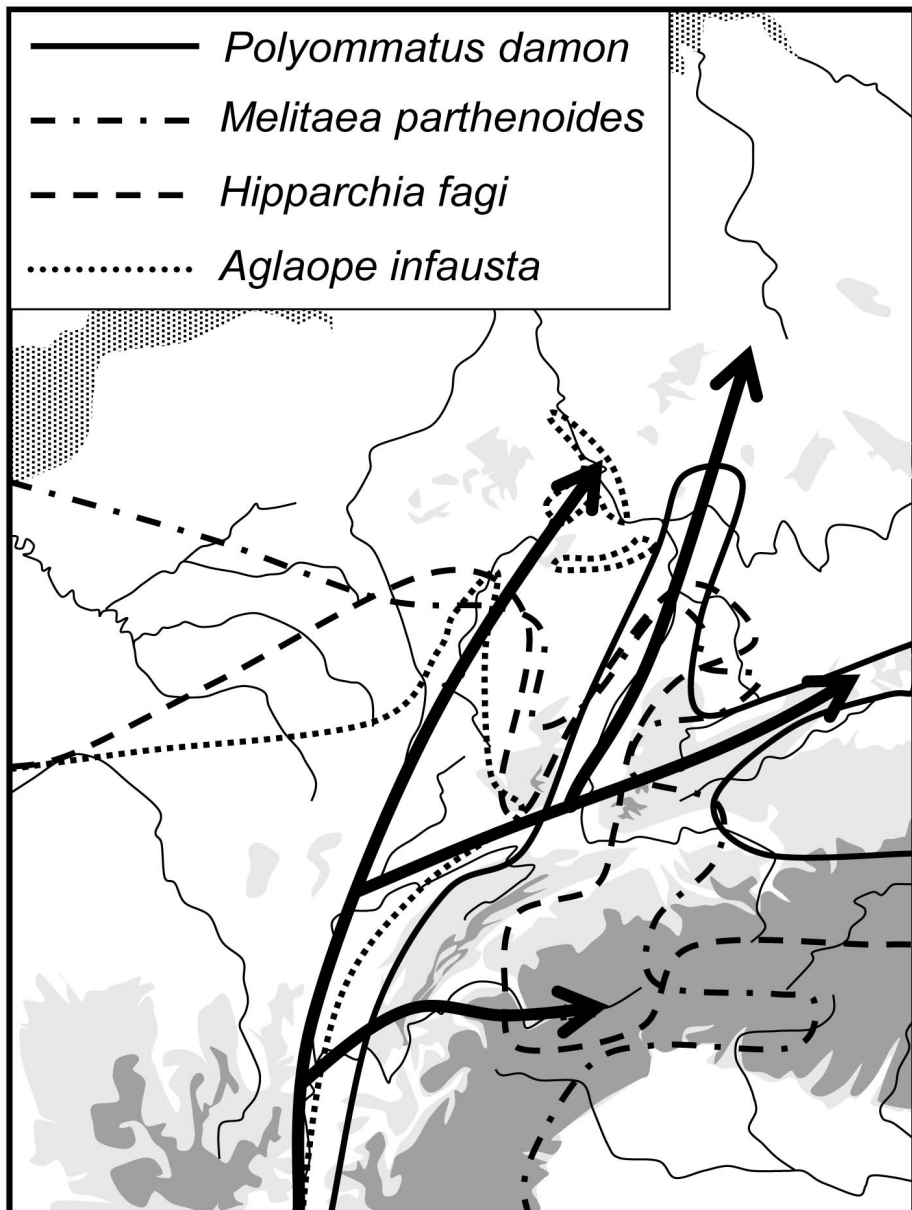 Polyommatus damon
Melitaea parthenoides
Hipparchia fagi
Aglaope infausta